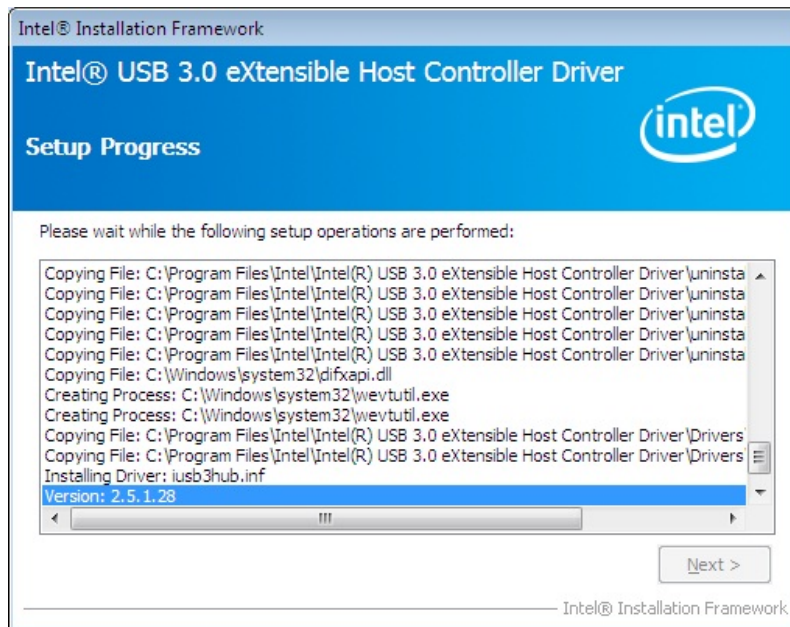 Intel® Installation Framework
Intel® USB 3.0 eXtensible Host Controller Driver
intel
Setup Progress
Please wait while the following setup operations are performed:
Copying File: C:\Program Files\Intel\Intel(R) USB 3.0 eXtensible Host Controller Driver\uninsta
Copying File: C:\Program Files\Intel\Intel(R) USB 3.0 eXtensible Host Controller Driver\uninsta
Copying File: C:\Program Files\Intel\Intel(R) USB 3.0 eXtensible Host Controller Driver\uninsta
Copying File: C:\Program Files\Intel\Intel(R) USB 3.0 eXtensible Host Controller Driver\uninsta
Copying File: C:\Program Files\Intel\Intel(R) USB 3.0 eXtensible Host Controller Driver\uninsta
Copying File: C:\Windows\system32\difxapi.dll
Creating Process: C:\Windows\system32\wevtutil.exe
Creating Process: C:\Windows\system32\wevtutil.exe
Copying File: C:\Program Files\Intel\Intel(R) USB 3.0 eXtensible Host Controller Driver\Drivers\
Copying File: C:\Program Files\Intel\Intel(R) USB 3.0 eXtensible Host Controller Driver\Drivers\
Installing Driver: iusb3hub.inf
Version: 2.5.1.28
Next >
Intel® Installation Framework